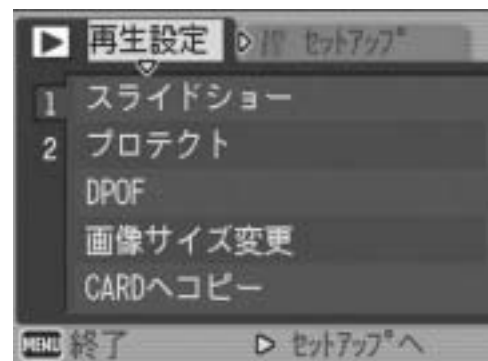 再生設定 セットアップ
1 スライドショー
2 プロテクト
DPOF
画像サイズ変更
CARDへコピー
MENU 終了 セットアップへ